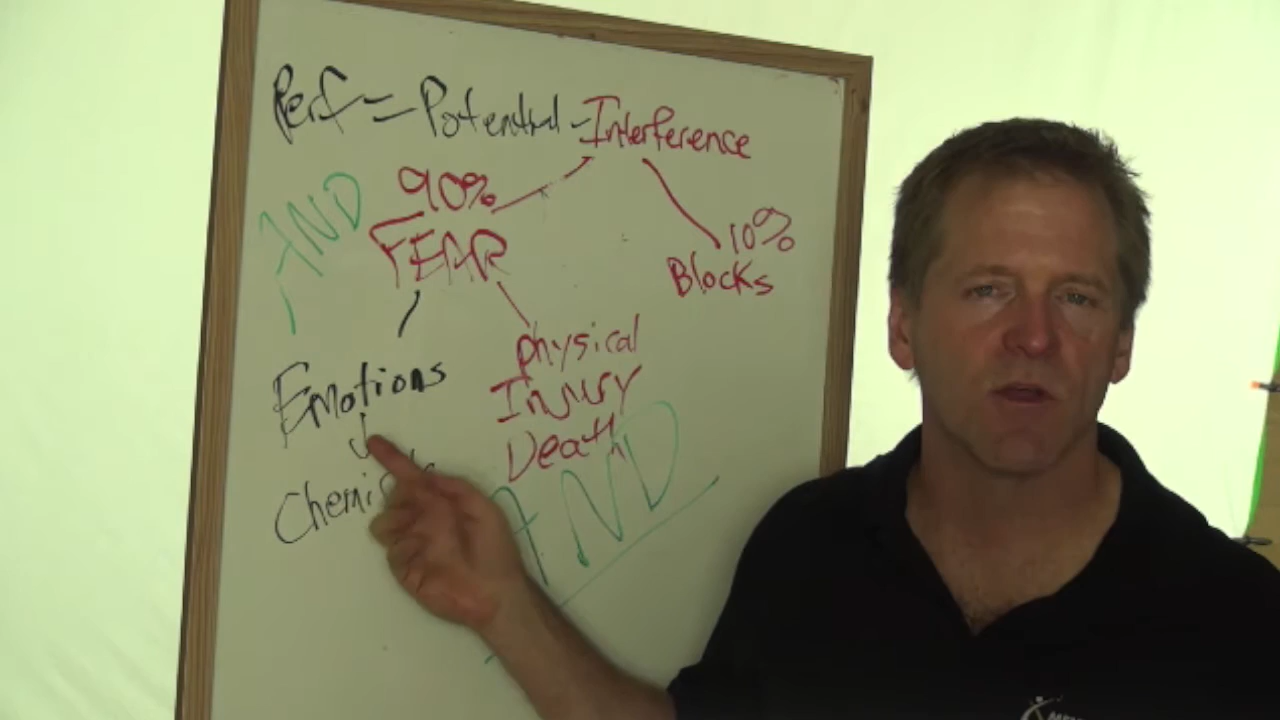 Perf = Potential - Interference
AND 90% 10%
FEAR Blocks
Emotions physical
Injury
Death
AND